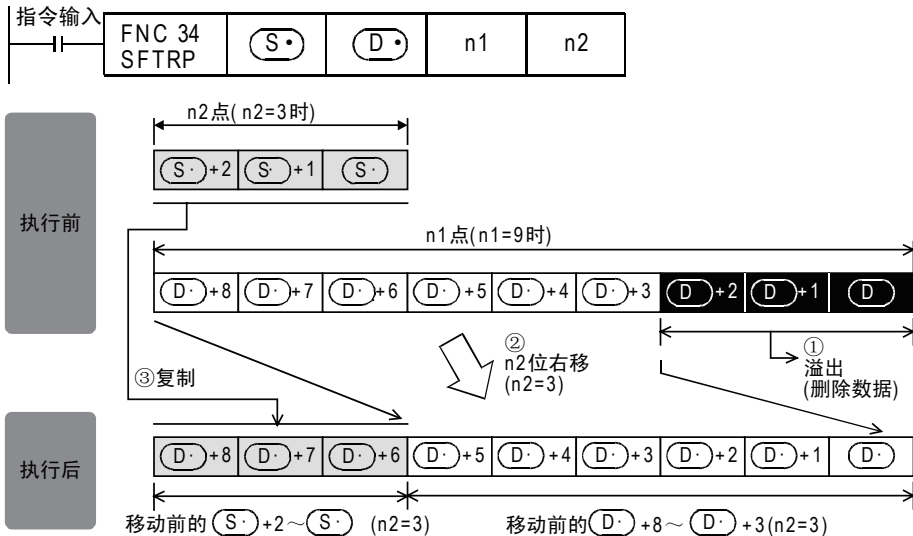 指令输入
FNC 34 SFTRP S· D· n1 n2
n2点(n2=3时)
S·+2 S·+1 S·
执行前
n1点(n1=9时)
D·+8 D·+7 D·+6 D·+5 D·+4 D·+3 D+2 D+1 D
①
溢出
(删除数据)
②
n2位右移
(n2=3)
③复制
执行后
D·+8 D·+7 D·+6 D·+5 D·+4 D·+3 D·+2 D·+1 D·
移动前的S·+2～S· (n2=3)
移动前的D·+8～D·+3(n2=3)